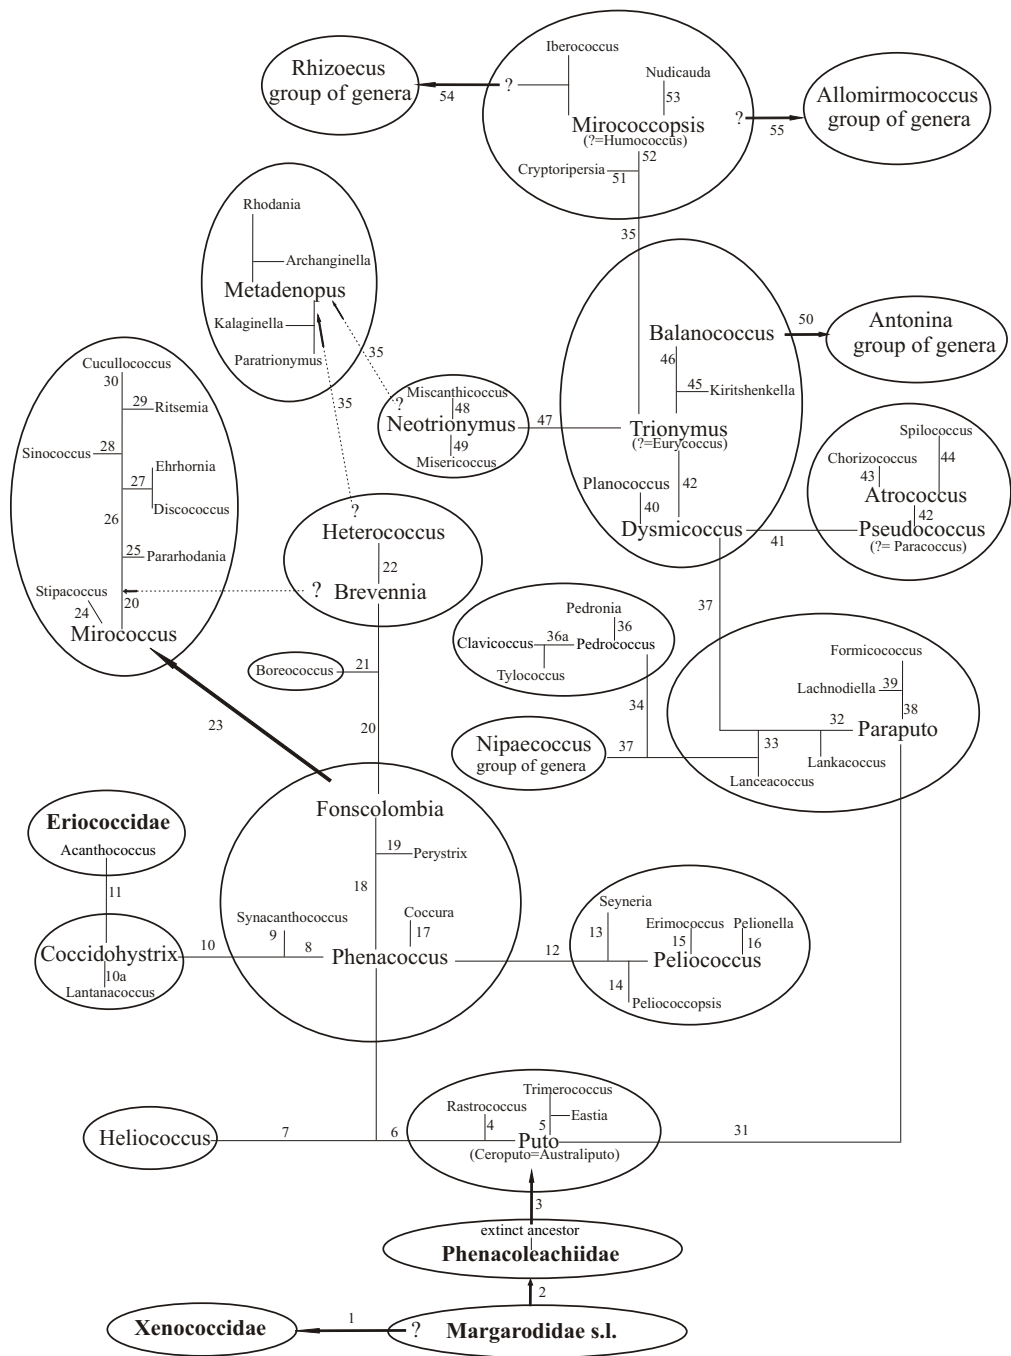 Iberococcus
Rhizoecus
group of genera
54
?
Nudicauda
53
Mirococcopsis
(?=Humococcus)
52
Cryptoripersia
51
?
55
Allomirmococcus
group of genera
35
Rhodania
Archanginella
Metadenopus
Kalaginella
Paratrionymus
35
35
Balanococcus
50
Antonina
group of genera
46
45
Kiritshenkella
Trionymus
(?=Eurycoccus)
47
?
Miscanthicoccus
48
Neotrionymus
49
Misericoccus
Cucullococcus
30
29
Ritsemia
Sinococcus
28
Ehrhornia
27
Discococcus
26
25
Pararhodania
Stipacoccus
20
24
Mirococcus
Planococcus
42
40
Dysmicoccus
41
Spilococcus
Chorizococcus
44
43
Atrococcus
42
Pseudococcus
(?= Paracoccus)
?
Heterococcus
22
?
Brevennia
37
Boreococcus
21
20
23
Pedronia
36
Clavicoccus
36a
Pedrococcus
Tylococcus
34
Nipaecoccus
group of genera
37
Formicococcus
Lachnodiella
39
38
32
Paraputo
33
Lankacoccus
Lanceacoccus
Fonscolombia
19
Perystrix
18
Synacanthococcus
9
8
Coccura
17
Phenacoccus
Eriococcidae
Acanthococcus
11
Coccidohystrix
10
10a
Lantanacoccus
12
Seyneria
13
Erimococcus
15
Pelionella
16
Peliococcus
14
Peliococcopsis
Heliococcus
7
6
Trimerococcus
Rastrococcus
4
5
Eastia
Puto
(Ceroputo=Australiputo)
31
3
extinct ancestor
Phenacoleachiidae
2
Xenococcidae
1
?
Margarodidae s.l.